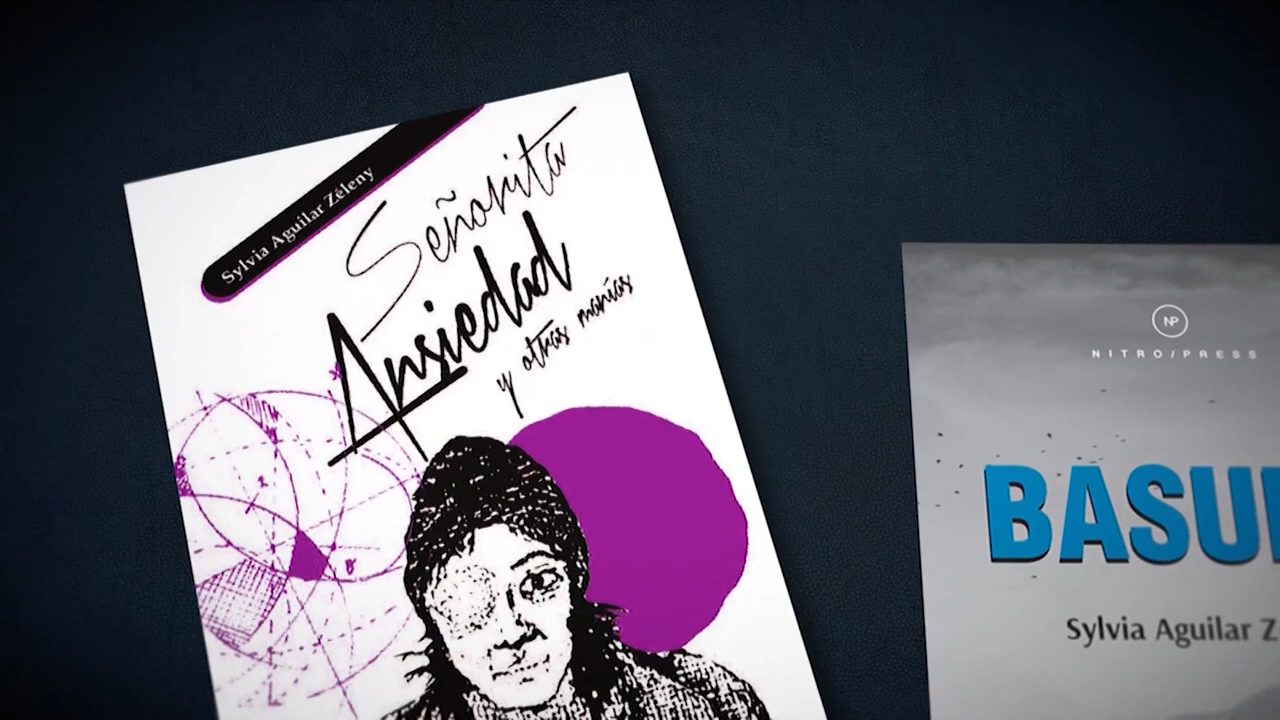 Sylvia Aguilar Zéleny
Señorita
Ansiedad
y otras manías
NP
NITRO/PRESS
BASU
Sylvia Aguilar Z